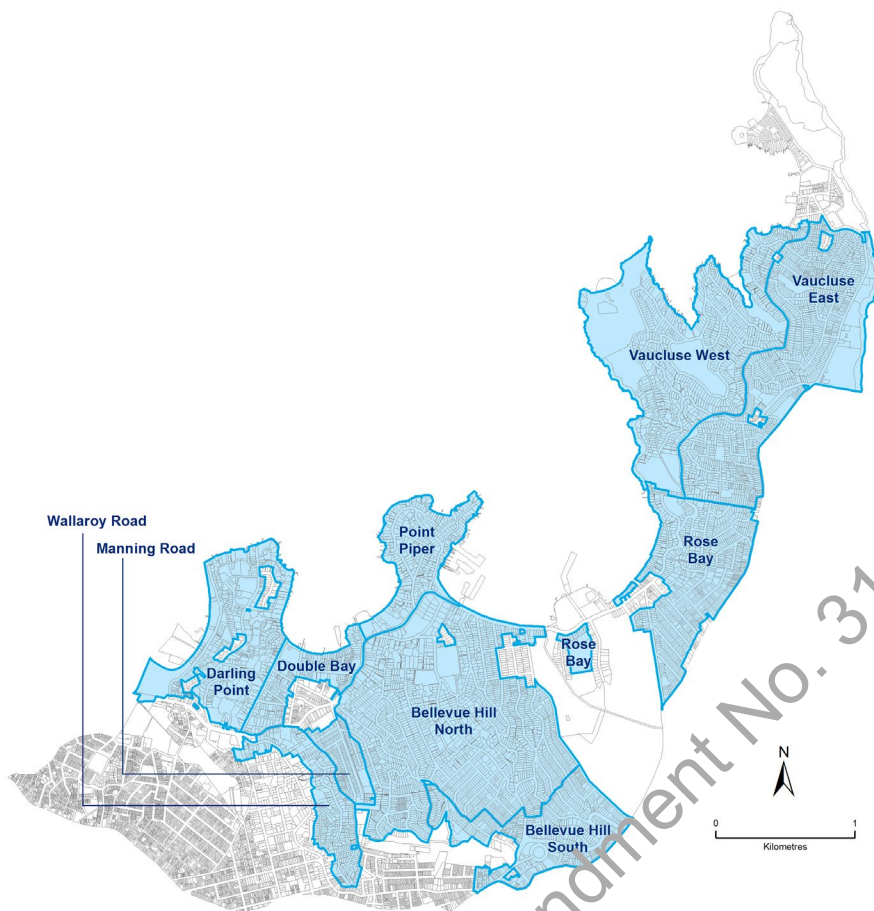 Vaucluse
East
Vaucluse West
Wallaroy Road
Manning Road
Point
Piper
Rose
Bay
Rose
Bay
Double Bay
Darling
Point
Bellevue Hill
North
Bellevue Hill
South
N
0 1
Kilometres
ndment No. 31